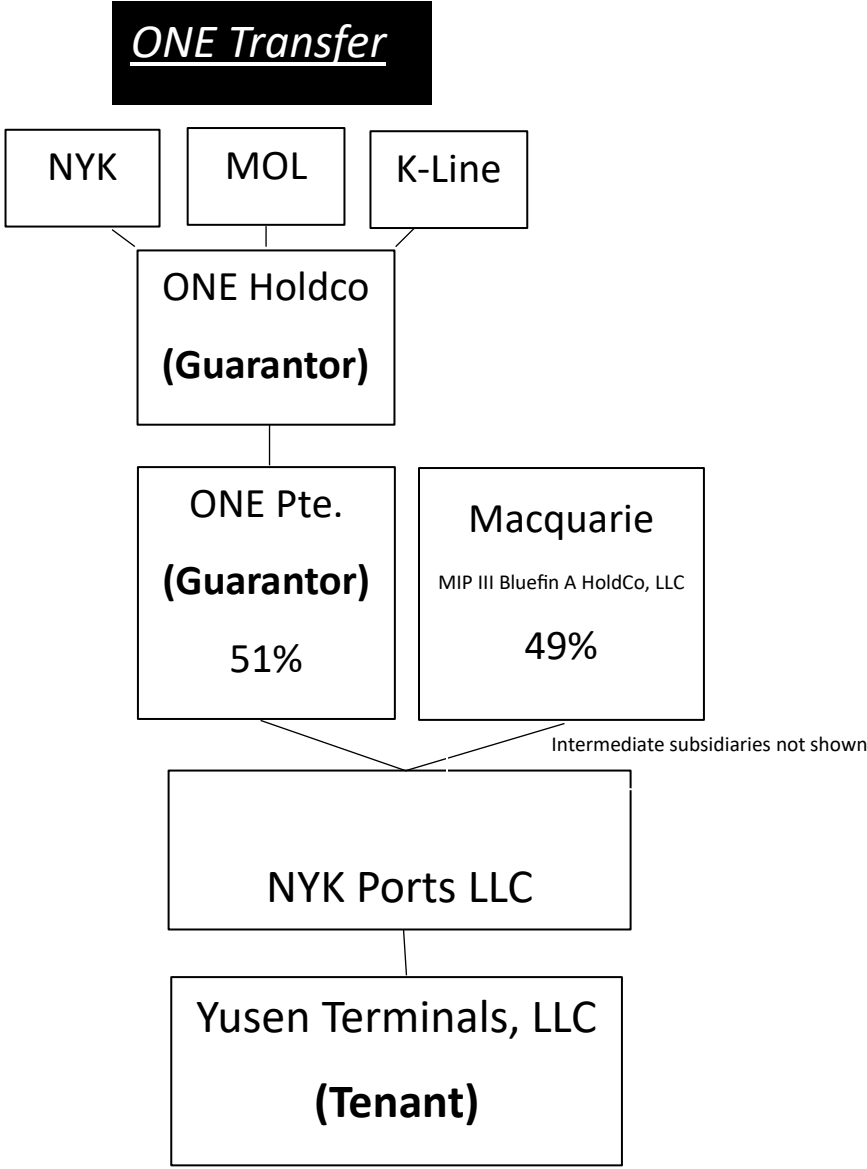 ONE Transfer
NYK
MOL
K-Line
ONE Holdco
(Guarantor)
ONE Pte.
(Guarantor)
51%
Macquarie
MIP III Bluefin A HoldCo, LLC
49%
Intermediate subsidiaries not shown
NYK Ports LLC
Yusen Terminals, LLC
(Tenant)